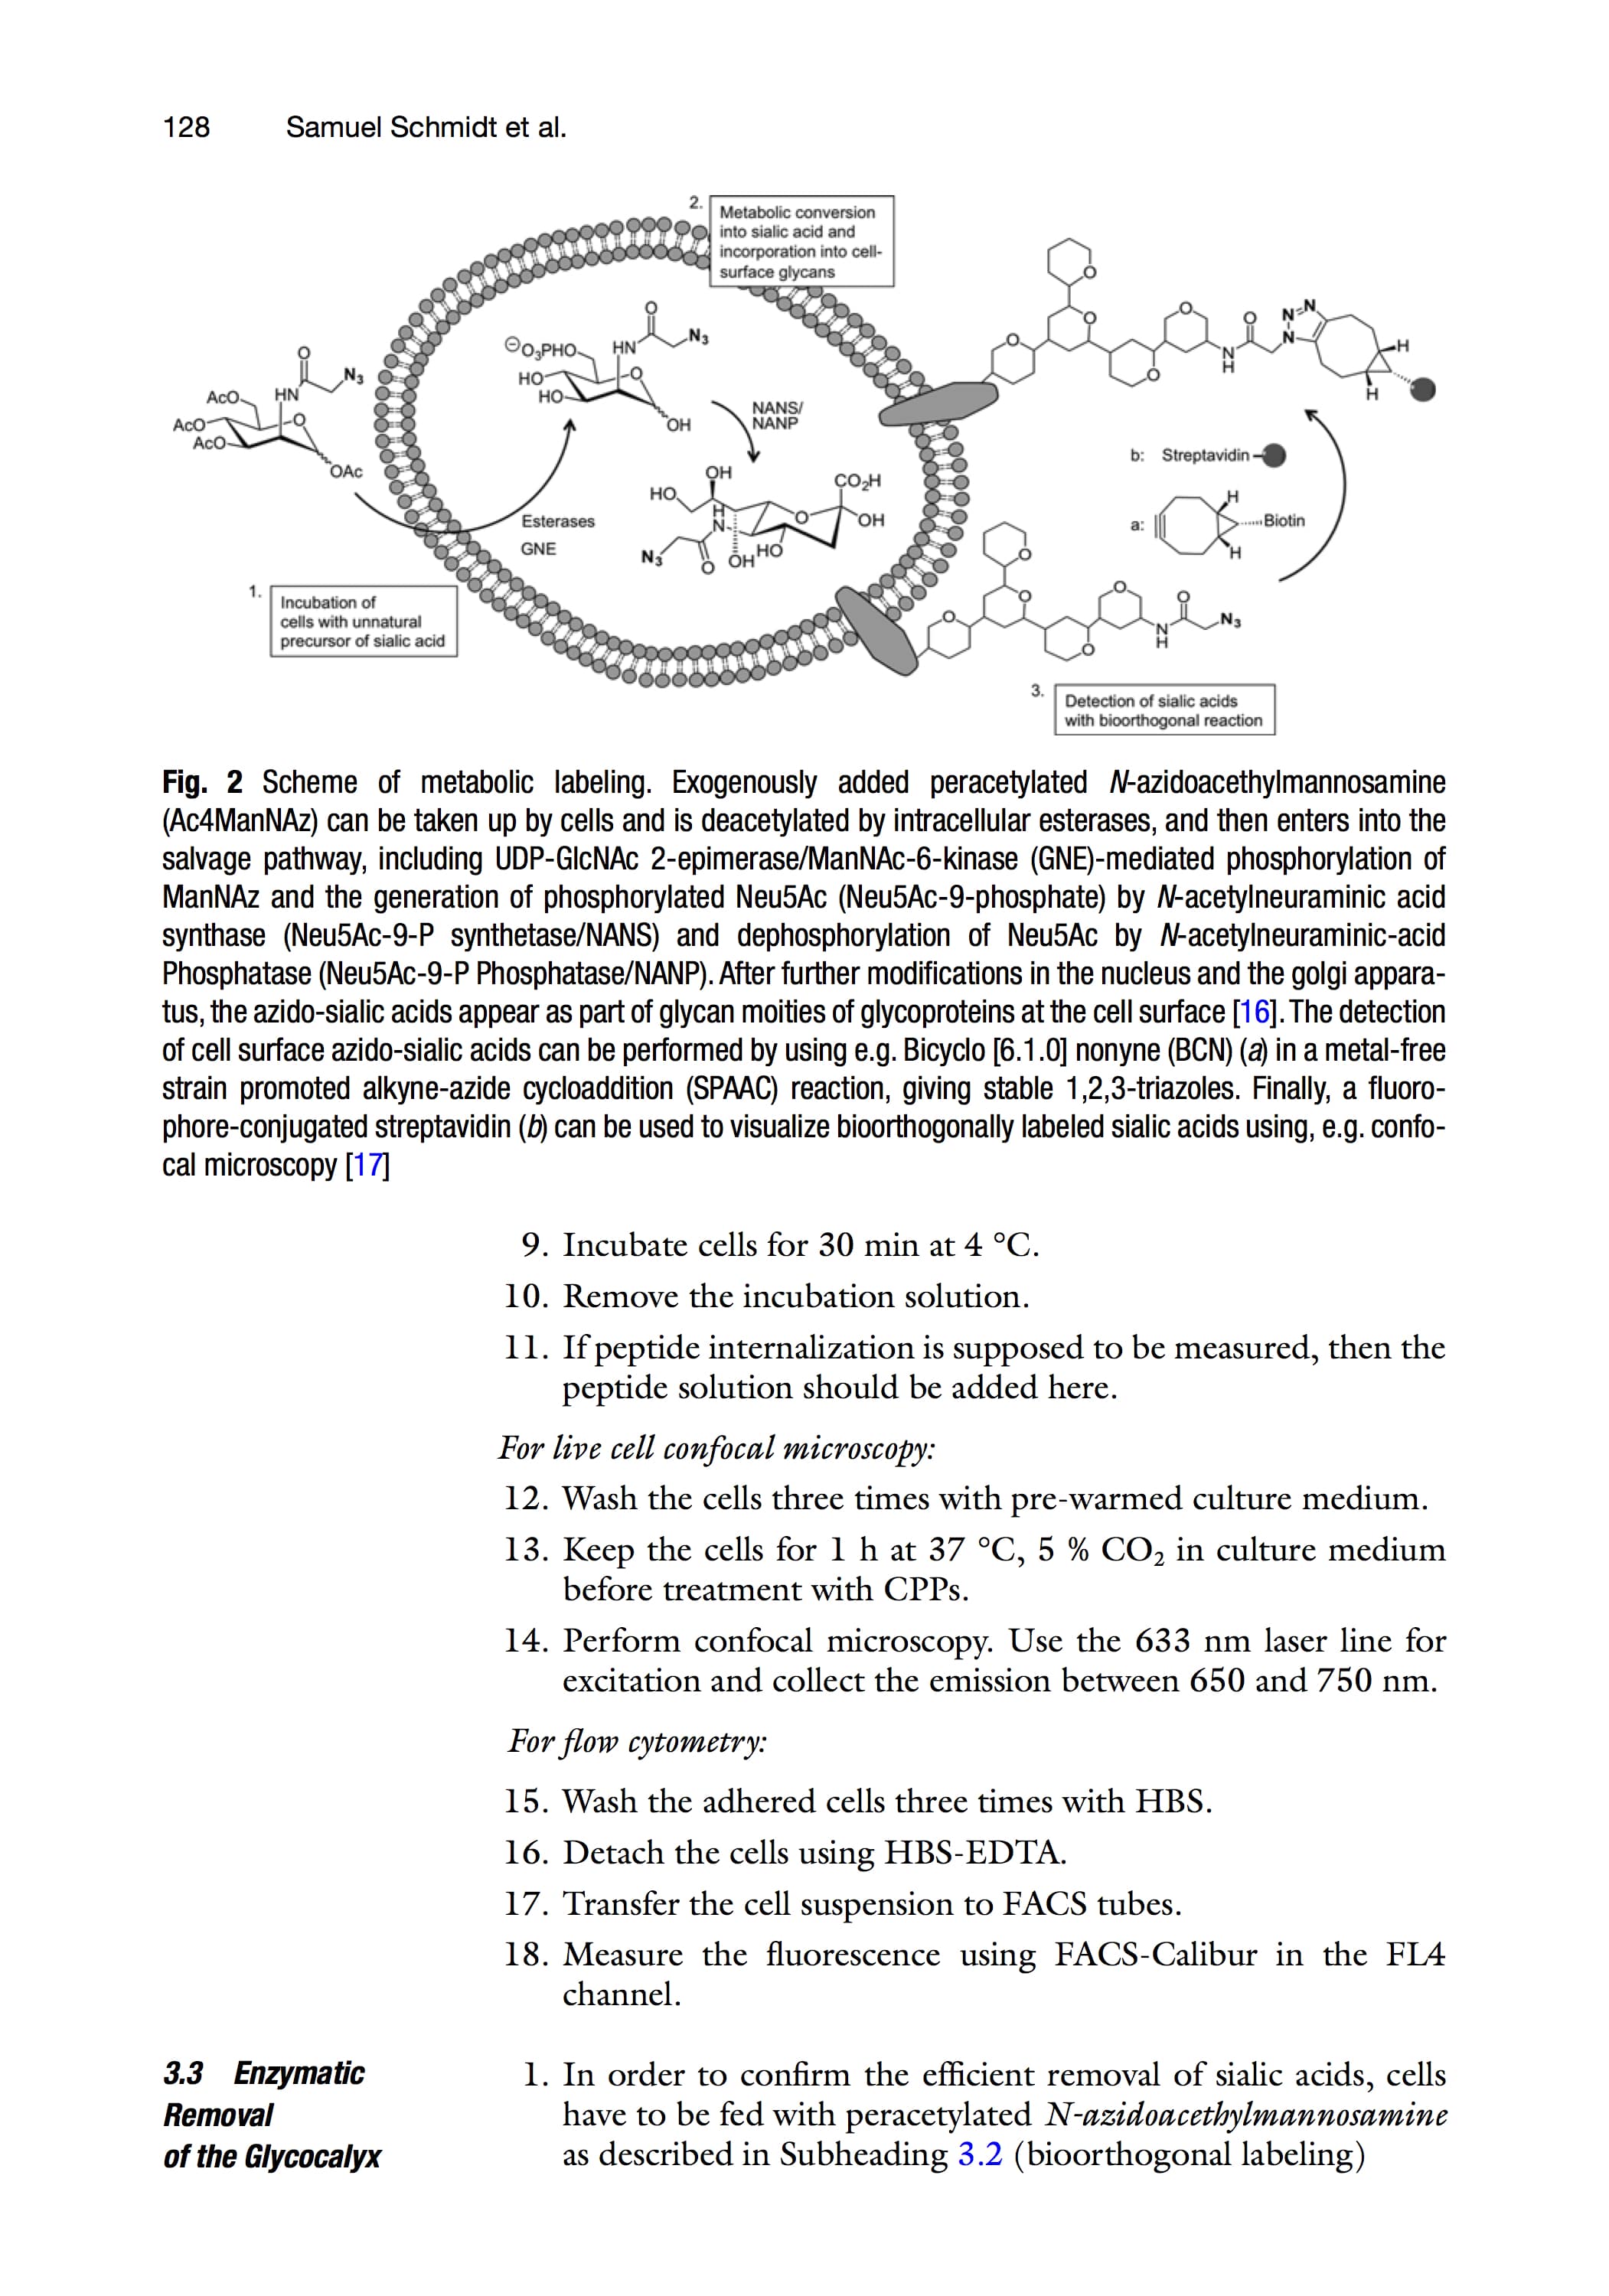 128 Samuel Schmidt et al.
2. Metabolic conversion
into sialic acid and
incorporation into cell-
surface glycans
O
HN
N3
AcO
AcO
AcO
O
OAc
O
HN
N3
⊖O3PHO
HO
HO
O
OH
NANS/
NANP
Esterases
GNE
OH
HO
H
N
N3
O
OH
HO
O
CO2H
OH
1. Incubation of
cells with unnatural
precursor of sialic acid
O
O
O
O
O
N
H
O
N=N
N
H
H
b: Streptavidin
a: H
Biotin
H
O
O
O
O
O
N
H
O
N3
3. Detection of sialic acids
with bioorthogonal reaction
Fig. 2 Scheme of metabolic labeling. Exogenously added peracetylated N-azidoacethylmannosamine
(Ac4ManNAz) can be taken up by cells and is deacetylated by intracellular esterases, and then enters into the
salvage pathway, including UDP-GlcNAc 2-epimerase/ManNAc-6-kinase (GNE)-mediated phosphorylation of
ManNAz and the generation of phosphorylated Neu5Ac (Neu5Ac-9-phosphate) by N-acetylneuraminic acid
synthase (Neu5Ac-9-P synthetase/NANS) and dephosphorylation of Neu5Ac by N-acetylneuraminic-acid
Phosphatase (Neu5Ac-9-P Phosphatase/NANP). After further modifications in the nucleus and the golgi appara-
tus, the azido-sialic acids appear as part of glycan moities of glycoproteins at the cell surface [16]. The detection
of cell surface azido-sialic acids can be performed by using e.g. Bicyclo [6.1.0] nonyne (BCN) (a) in a metal-free
strain promoted alkyne-azide cycloaddition (SPAAC) reaction, giving stable 1,2,3-triazoles. Finally, a fluoro-
phore-conjugated streptavidin (b) can be used to visualize bioorthogonally labeled sialic acids using, e.g. confo-
cal microscopy [17]
9. Incubate cells for 30 min at 4 °C.
10. Remove the incubation solution.
11. If peptide internalization is supposed to be measured, then the
peptide solution should be added here.
For live cell confocal microscopy:
12. Wash the cells three times with pre-warmed culture medium.
13. Keep the cells for 1 h at 37 °C, 5 % CO2 in culture medium
before treatment with CPPs.
14. Perform confocal microscopy. Use the 633 nm laser line for
excitation and collect the emission between 650 and 750 nm.
For flow cytometry:
15. Wash the adhered cells three times with HBS.
16. Detach the cells using HBS-EDTA.
17. Transfer the cell suspension to FACS tubes.
18. Measure the fluorescence using FACS-Calibur in the FL4
channel.
3.3 Enzymatic
Removal
of the Glycocalyx
1. In order to confirm the efficient removal of sialic acids, cells
have to be fed with peracetylated N-azidoacethylmannosamine
as described in Subheading 3.2 (bioorthogonal labeling)